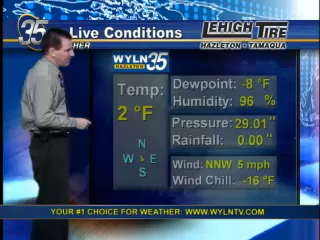 35
Live Conditions
HER
LEHIGH TIRE
HAZLETON - TAMAQUA
WYLN 35
HAZLETON
Temp:
2 °F
N
W E
S
Dewpoint: -8 °F
Humidity: 96 %
Pressure: 29.01"
Rainfall: 0.00"
Wind: NNW 5 mph
Wind Chill: -16 °F
YOUR #1 CHOICE FOR WEATHER: WWW.WYLNTV.COM